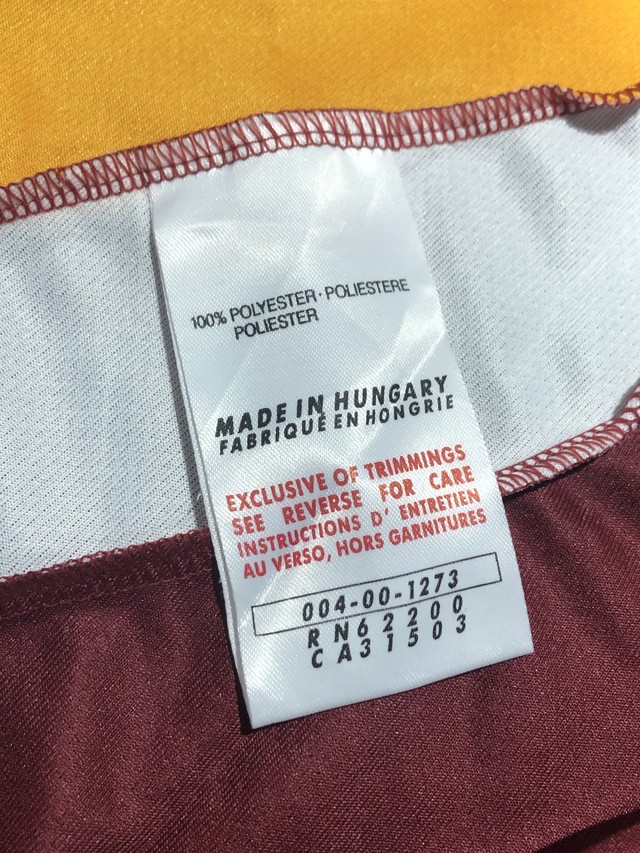 100% POLYESTER · POLIESTERE
POLIESTER
MADE IN HUNGARY
FABRIQUÉ EN HONGRIE
EXCLUSIVE OF TRIMMINGS
SEE REVERSE FOR CARE
INSTRUCTIONS D' ENTRETIEN
AU VERSO, HORS GARNITURES
004-00-1273
RN62200
CA31503